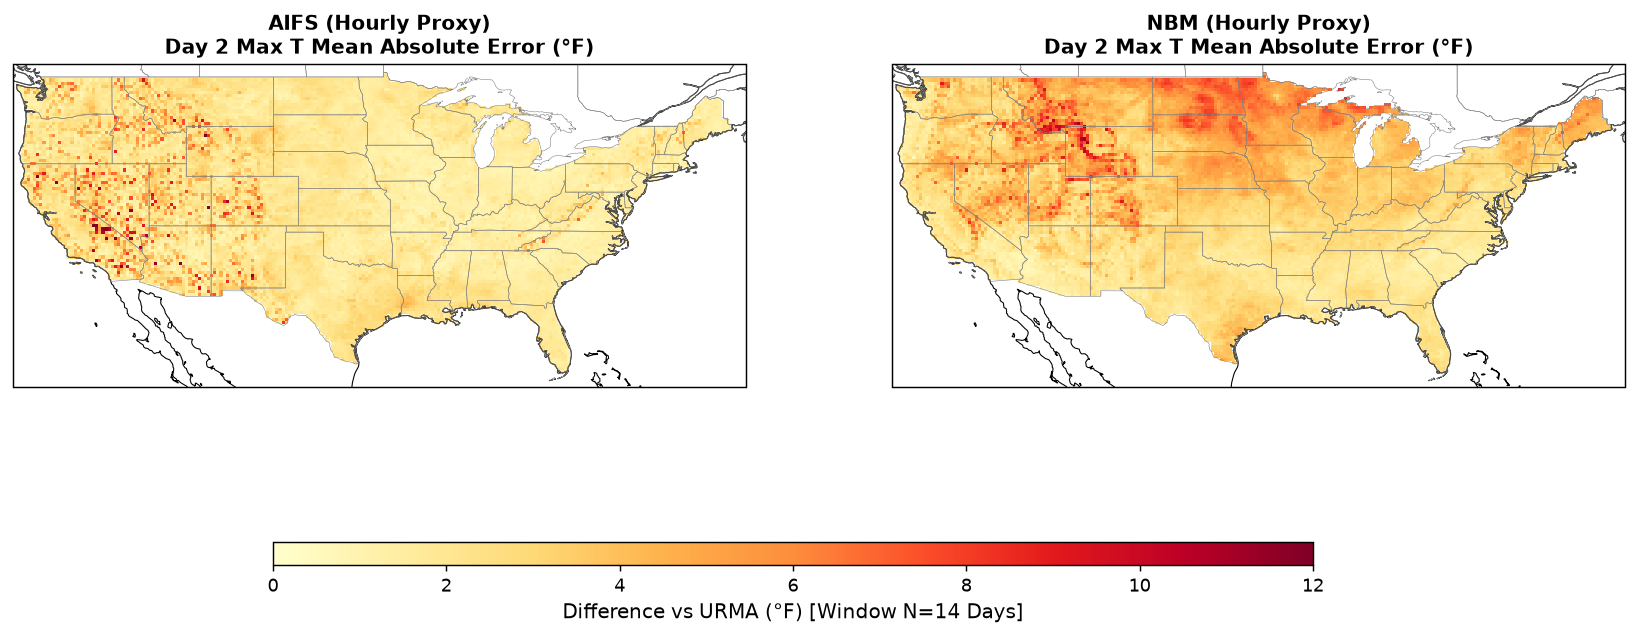 AIFS (Hourly Proxy)
Day 2 Max T Mean Absolute Error (°F)
NBM (Hourly Proxy)
Day 2 Max T Mean Absolute Error (°F)
0 2 4 6 8 10 12
Difference vs URMA (°F) [Window N=14 Days]